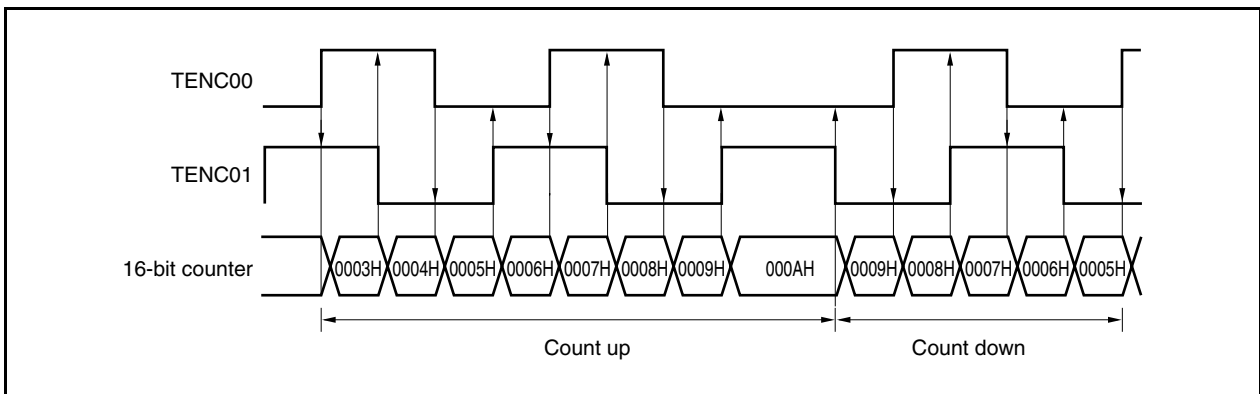 TENC00
TENC01
16-bit counter
0003H 0004H 0005H 0006H 0007H 0008H 0009H 000AH 0009H 0008H 0007H 0006H 0005H
Count up Count down